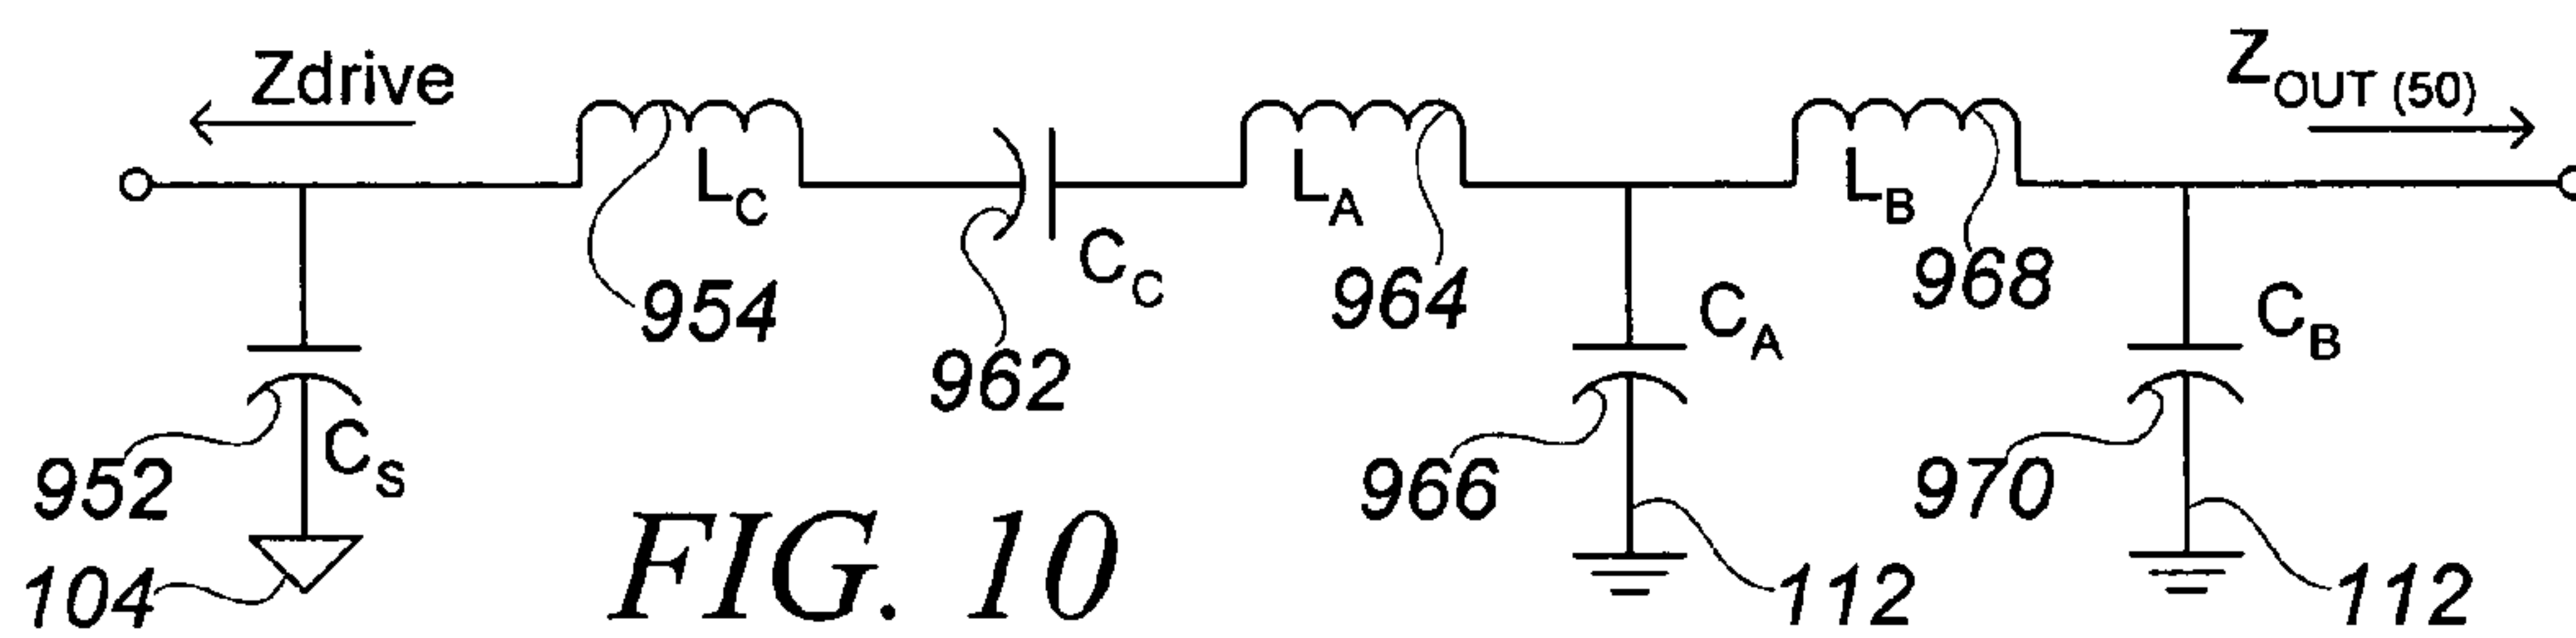 Zdrive
Z_OUT (50)
L_C
L_A
L_B
C_C
954
964
968
962
C_A
C_B
C_S
952
966
970
104
112
112
FIG. 10